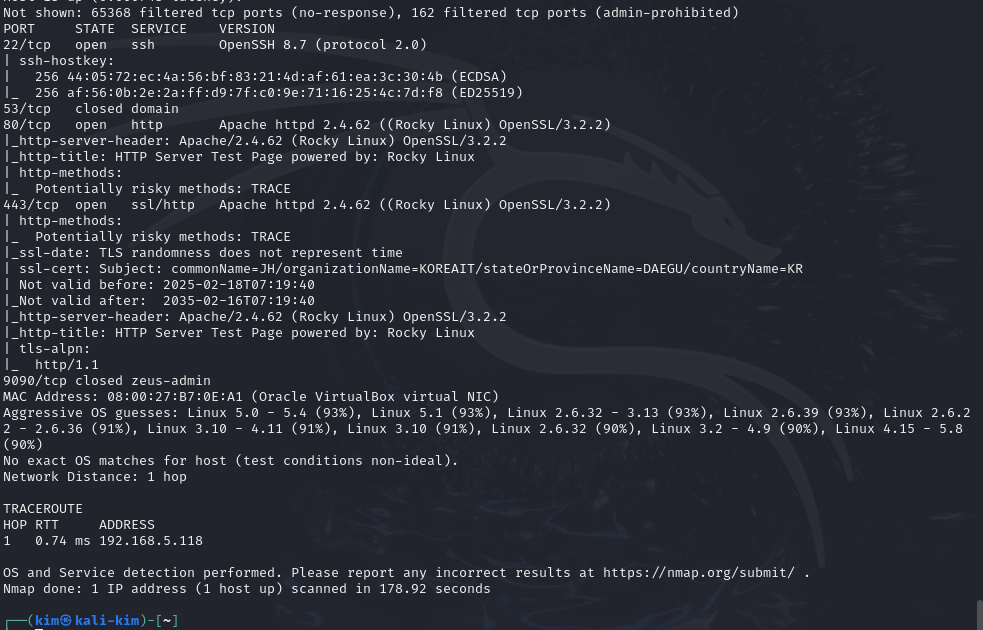 Not shown: 65368 filtered tcp ports (no-response), 162 filtered tcp ports (admin-prohibited)
PORT     STATE  SERVICE    VERSION
22/tcp   open   ssh        OpenSSH 8.7 (protocol 2.0)
| ssh-hostkey:
|   256 44:05:72:ec:4a:56:bf:83:21:4d:af:61:ea:3c:30:4b (ECDSA)
|_  256 af:56:0b:2e:2a:ff:d9:7f:c0:9e:71:16:25:4c:7d:f8 (ED25519)
53/tcp   closed domain
80/tcp   open   http       Apache httpd 2.4.62 ((Rocky Linux) OpenSSL/3.2.2)
|_http-server-header: Apache/2.4.62 (Rocky Linux) OpenSSL/3.2.2
|_http-title: HTTP Server Test Page powered by: Rocky Linux
| http-methods:
|_  Potentially risky methods: TRACE
443/tcp  open   ssl/http   Apache httpd 2.4.62 ((Rocky Linux) OpenSSL/3.2.2)
| http-methods:
|_  Potentially risky methods: TRACE
|_ssl-date: TLS randomness does not represent time
| ssl-cert: Subject: commonName=JH/organizationName=KOREAIT/stateOrProvinceName=DAEGU/countryName=KR
| Not valid before: 2025-02-18T07:19:40
|_Not valid after:  2035-02-16T07:19:40
|_http-server-header: Apache/2.4.62 (Rocky Linux) OpenSSL/3.2.2
|_http-title: HTTP Server Test Page powered by: Rocky Linux
| tls-alpn:
|_  http/1.1
9090/tcp closed zeus-admin
MAC Address: 08:00:27:B7:0E:A1 (Oracle VirtualBox virtual NIC)
Aggressive OS guesses: Linux 5.0 - 5.4 (93%), Linux 5.1 (93%), Linux 2.6.32 - 3.13 (93%), Linux 2.6.39 (93%), Linux 2.6.2
2 - 2.6.36 (91%), Linux 3.10 - 4.11 (91%), Linux 3.10 (91%), Linux 2.6.32 (90%), Linux 3.2 - 4.9 (90%), Linux 4.15 - 5.8
(90%)
No exact OS matches for host (test conditions non-ideal).
Network Distance: 1 hop

TRACEROUTE
HOP RTT     ADDRESS
1   0.74 ms 192.168.5.118

OS and Service detection performed. Please report any incorrect results at https://nmap.org/submit/ .
Nmap done: 1 IP address (1 host up) scanned in 178.92 seconds

┌──(kim㉿kali-kim)-[~]